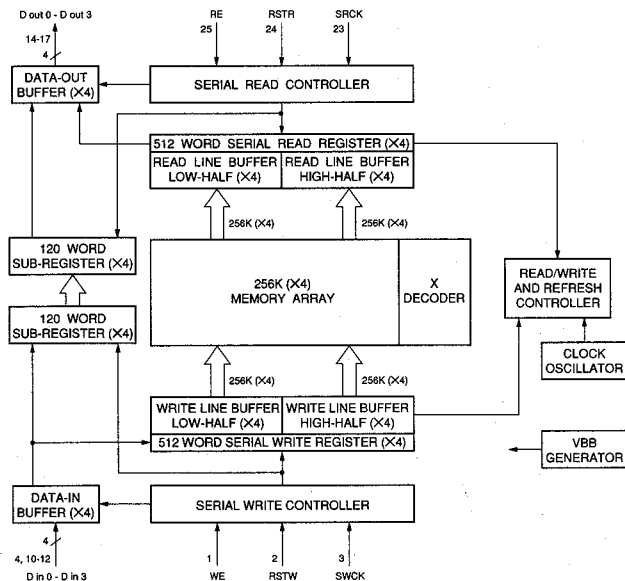 D out 0 - D out 3
RE
RSTR
SRCK
14-17
25
24
23
4
DATA-OUT
BUFFER (X4)
SERIAL READ CONTROLLER
512 WORD SERIAL READ REGISTER (X4)
READ LINE BUFFER
LOW-HALF (X4)
READ LINE BUFFER
HIGH-HALF (X4)
256K (X4)
256K (X4)
120 WORD
SUB-REGISTER (X4)
256K (X4)
MEMORY ARRAY
X
DECODER
READ/WRITE
AND REFRESH
CONTROLLER
120 WORD
SUB-REGISTER (X4)
CLOCK
OSCILLATOR
256K (X4)
256K (X4)
WRITE LINE BUFFER
LOW-HALF (X4)
WRITE LINE BUFFER
HIGH-HALF (X4)
512 WORD SERIAL WRITE REGISTER (X4)
VBB
GENERATOR
DATA-IN
BUFFER (X4)
SERIAL WRITE CONTROLLER
4
4, 10-12
1
2
3
D in 0 - D in 3
WE
RSTW
SWCK